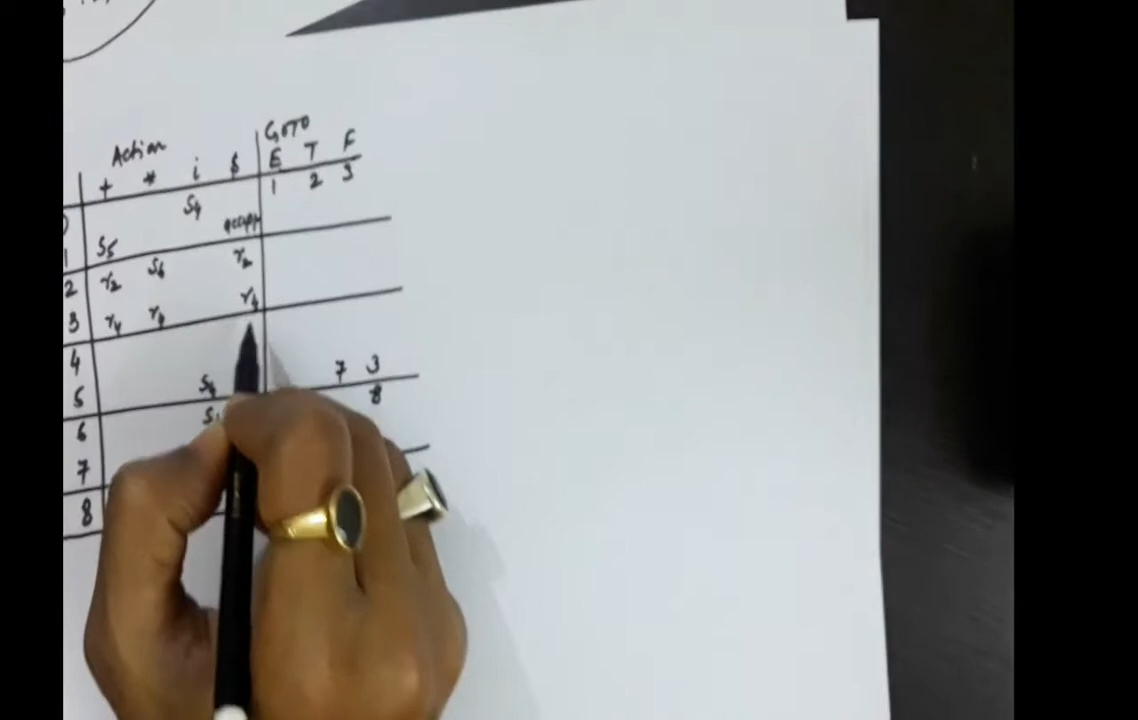 Action GOTO
+ * i $ E T F
S4 1 2 3
1 S5 accept
2 r2 S6 r2
3 r4 r4 r4
4
5 S4 7 3
6 8
7
8